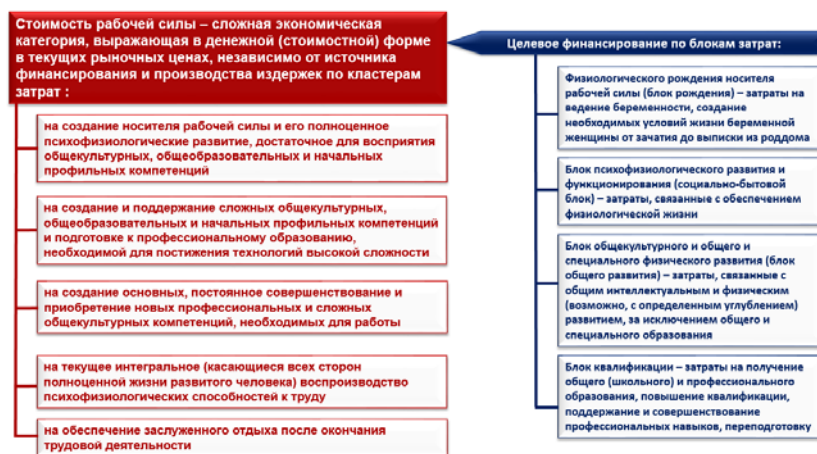 Стоимость рабочей силы – сложная экономическая
категория, выражающая в денежной (стоимостной) форме
в текущих рыночных ценах, независимо от источника
финансирования и производства издержек по кластерам
затрат :
на создание носителя рабочей силы и его полноценное
психофизиологические развитие, достаточное для восприятия
общекультурных, общеобразовательных и начальных
профильных компетенций
на создание и поддержание сложных общекультурных,
общеобразовательных и начальных профильных компетенций
и подготовке к профессиональному образованию,
необходимой для постижения технологий высокой сложности
на создание основных, постоянное совершенствование и
приобретение новых профессиональных и сложных
общекультурных компетенций, необходимых для работы
на текущее интегральное (касающиеся всех сторон
полноценной жизни развитого человека) воспроизводство
психофизиологических способностей к труду
на обеспечение заслуженного отдыха после окончания
трудовой деятельности
Целевое финансирование по блокам затрат:
Физиологического рождения носителя
рабочей силы (блок рождения) – затраты на
ведение беременности, создание
необходимых условий жизни беременной
женщины от зачатия до выписки из роддома
Блок психофизиологического развития и
функционирования (социально-бытовой
блок) – затраты, связанные с обеспечением
физиологической жизни
Блок общекультурного и общего и
специального физического развития (блок
общего развития) – затраты, связанные с
общим интеллектуальным и физическим
(возможно, с определенным углублением)
развитием, за исключением общего и
специального образования
Блок квалификации – затраты на получение
общего (школьного) и профессионального
образования, повышение квалификации,
поддержание и совершенствование
профессиональных навыков, переподготовку